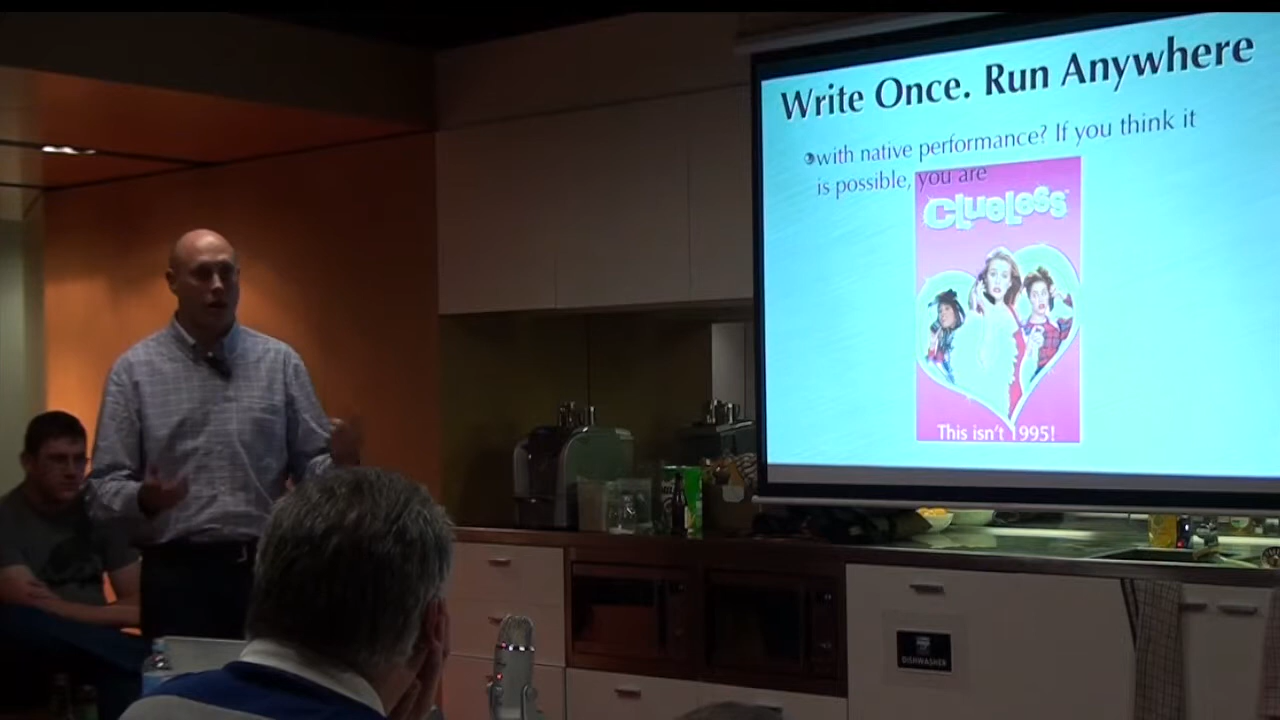 Write Once. Run Anywhere
with native performance? If you think it
is possible, you are
Clueless
This isn't 1995!
DISHWASHER